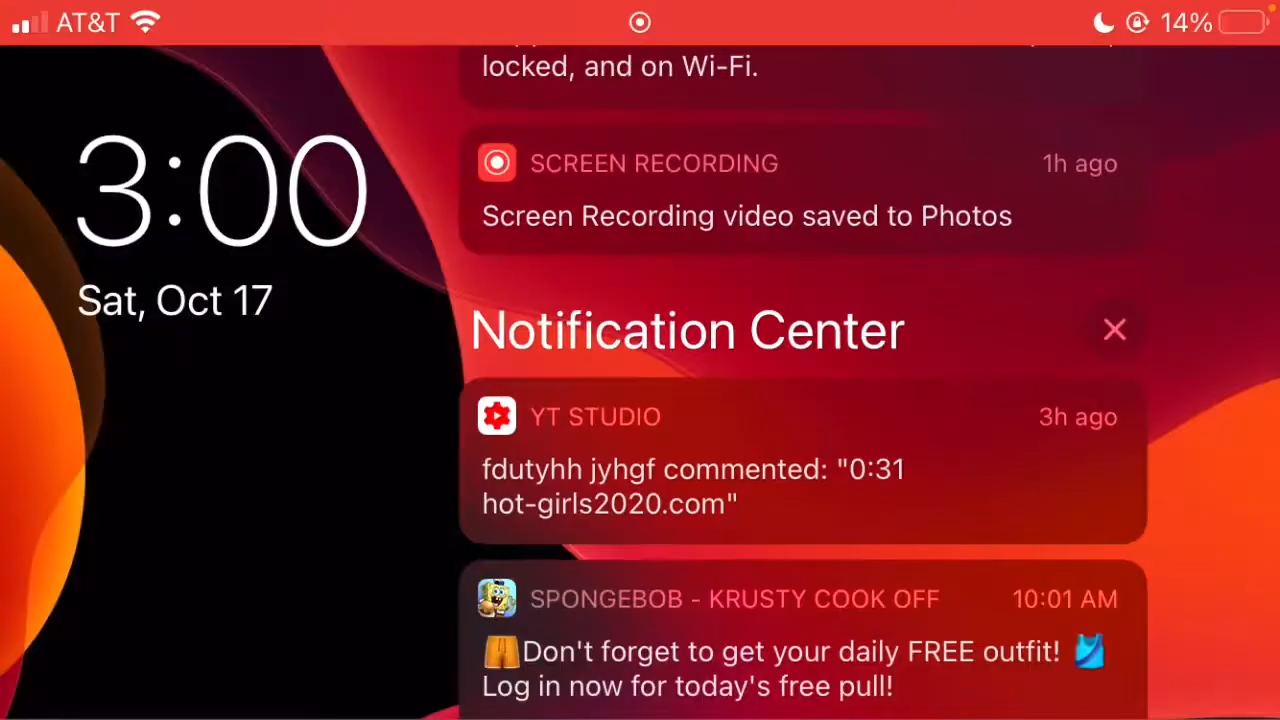 AT&T
14%
locked, and on Wi-Fi.
3:00
Sat, Oct 17
SCREEN RECORDING 1h ago
Screen Recording video saved to Photos
Notification Center
YT STUDIO 3h ago
fdutyhh jyhgf commented: "0:31
hot-girls2020.com"
SPONGEBOB - KRUSTY COOK OFF 10:01 AM
Don't forget to get your daily FREE outfit!
Log in now for today's free pull!